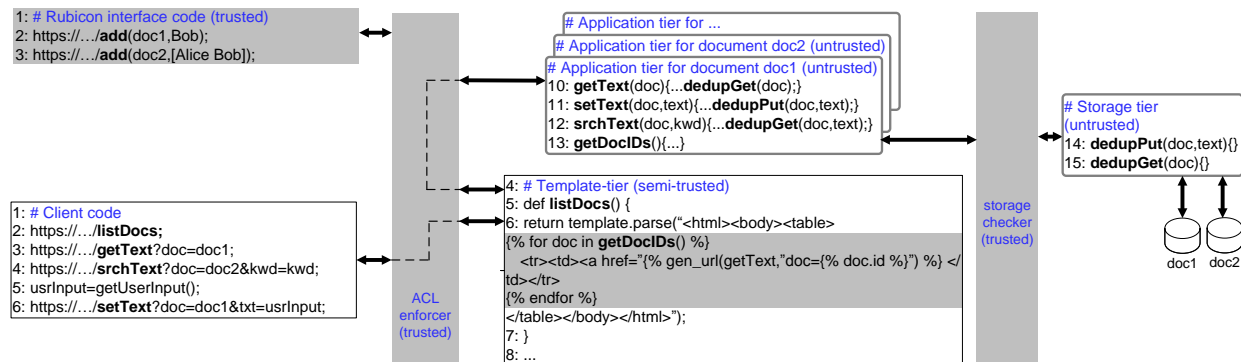 1: # Rubicon interface code (trusted)
2: https://…/add(doc1,Bob);
3: https://…/add(doc2,[Alice Bob]);
1: # Client code
2: https://…/listDocs;
3: https://…/getText?doc=doc1;
4: https://…/srchText?doc=doc2&kwd=kwd;
5: usrInput=getUserInput();
6: https://…/setText?doc=doc1&txt=usrInput;
ACL
enforcer
(trusted)
# Application tier for ...
# Application tier for document doc2 (untrusted)
# Application tier for document doc1 (untrusted)
10: getText(doc){...dedupGet(doc);}
11: setText(doc,text){...dedupPut(doc,text);}
12: srchText(doc,kwd){...dedupGet(doc,text);}
13: getDocIDs(){...}
4: # Template-tier (semi-trusted)
5: def listDocs() {
6: return template.parse(“<html><body><table>
{% for doc in getDocIDs() %}
<tr><td><a href=”{% gen_url(getText,”doc={% doc.id %}”) %} </
td></tr>
{% endfor %}
</table></body></html>”);
7: }
8: ...
storage
checker
(trusted)
# Storage tier
(untrusted)
14: dedupPut(doc,text){}
15: dedupGet(doc){}
doc1
doc2